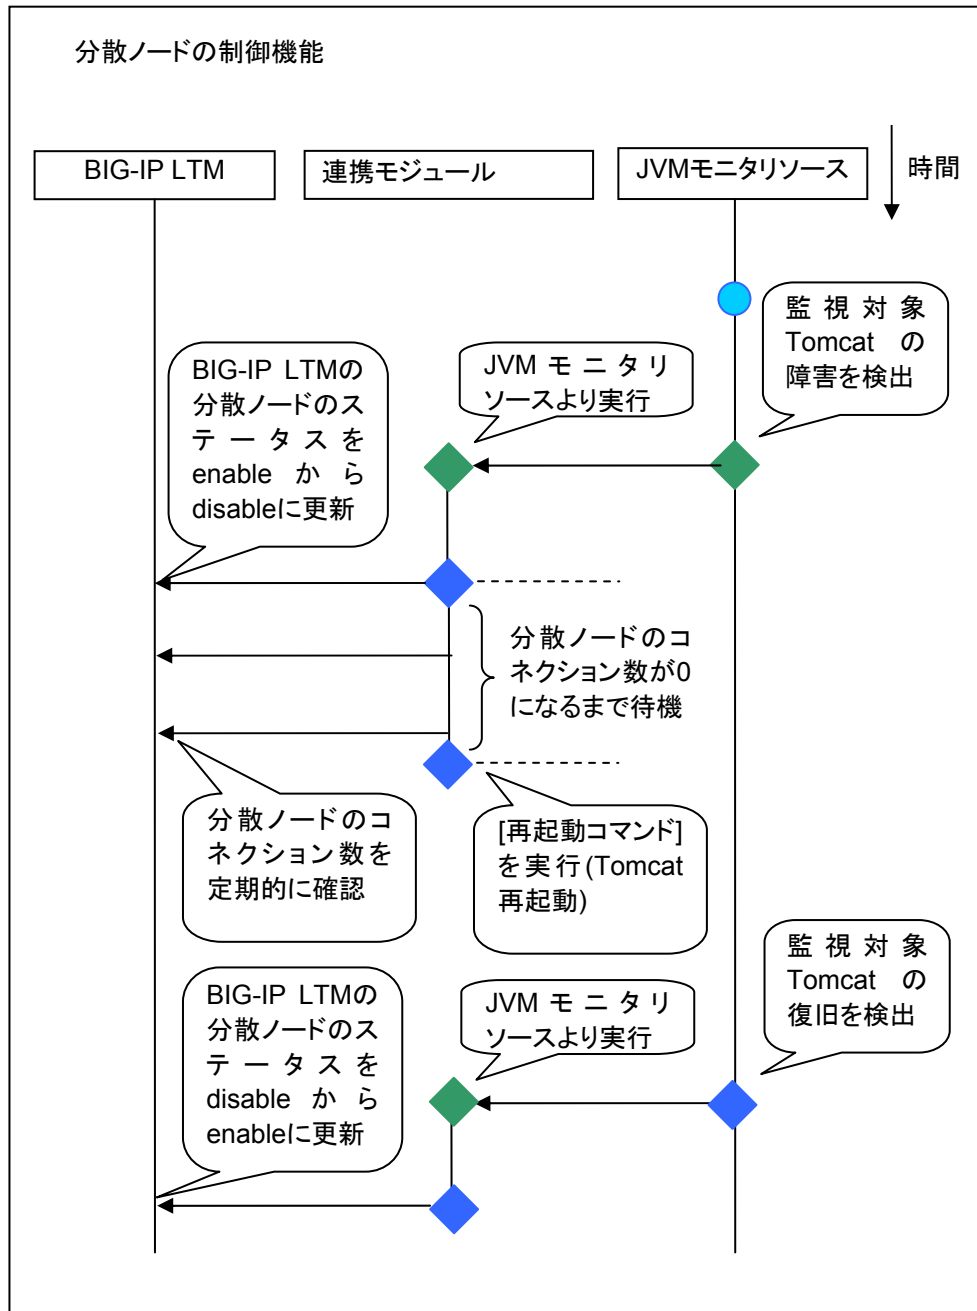 分散ノードの制御機能
BIG-IP LTM
連携モジュール
JVMモニタリソース
時間
監視対象
Tomcat の
障害を検出
JVM モニタリ
ソースより実行
BIG-IP LTMの
分散ノードのス
テータスを
enable から
disableに更新
分散ノードのコ
ネクション数が0
になるまで待機
分散ノードのコ
ネクション数を
定期的に確認
[再起動コマンド]
を実行(Tomcat
再起動)
監視対象
Tomcat の
復旧を検出
JVM モニタリ
ソースより実行
BIG-IP LTMの
分散ノードのス
テータスを
disable から
enableに更新